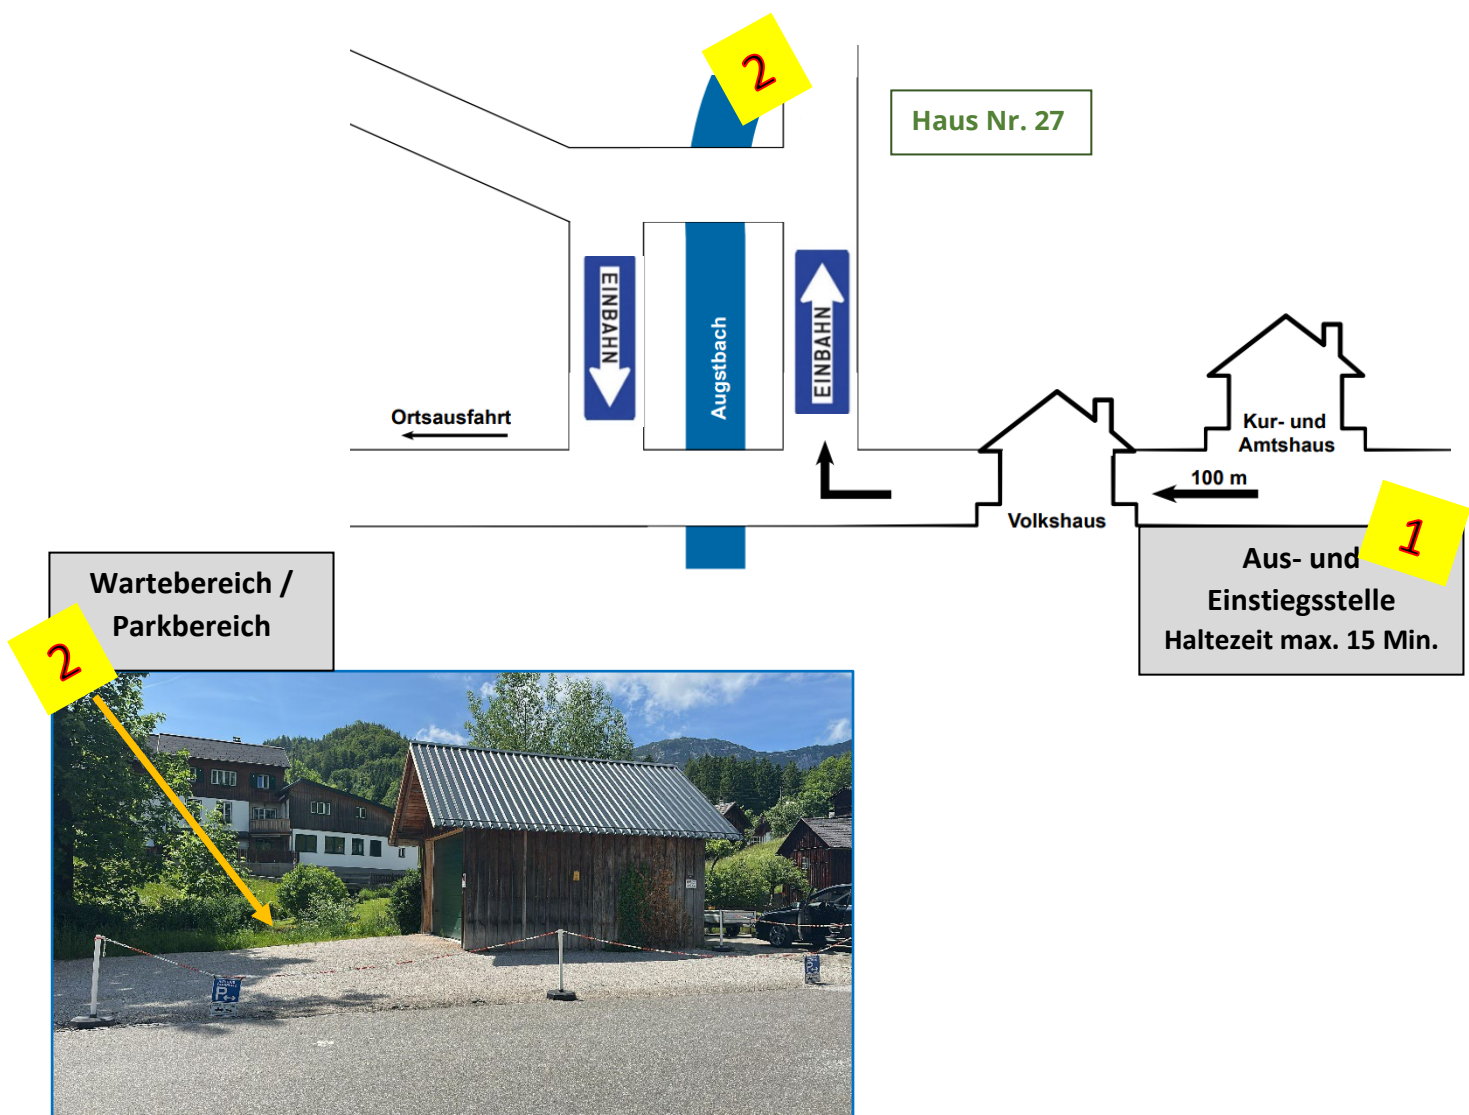 2
Haus Nr. 27
EINBAHN
Augstbach
EINBAHN
Ortsausfahrt
Kur- und
Amtshaus
100 m
Volkshaus
1
Aus- und
Einstiegsstelle
Haltezeit max. 15 Min.
Wartebereich /
Parkbereich
2
P
P